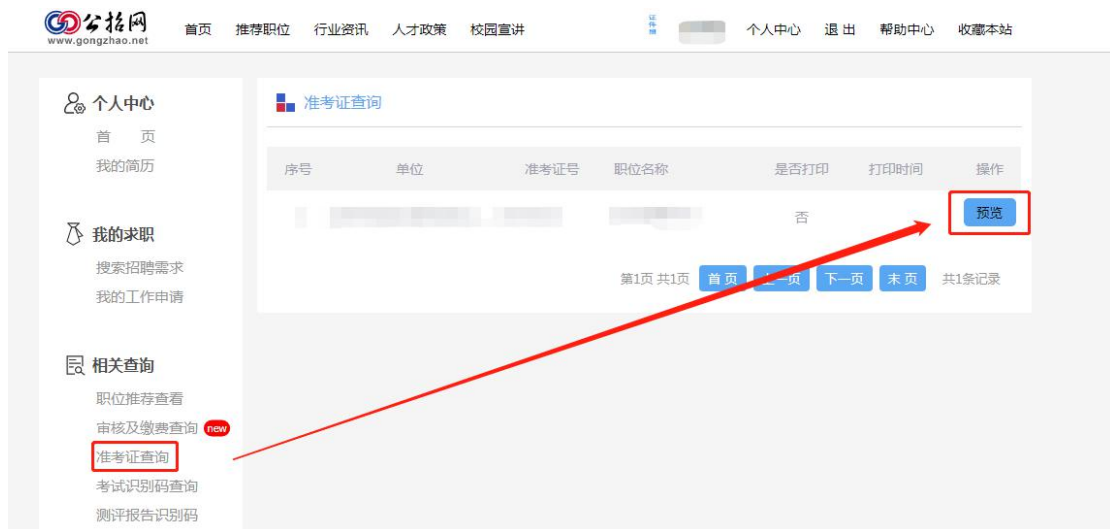 公招网
www.gongzhao.net
首页 推荐职位 行业资讯 人才政策 校园宣讲 个人中心 退出 帮助中心 收藏本站
个人中心
首 页
我的简历
我的求职
搜索招聘需求
我的工作申请
相关查询
职位推荐查看
审核及缴费查询 new
准考证查询
考试识别码查询
测评报告识别码
准考证查询
序号 单位 准考证号 职位名称 是否打印 打印时间 操作
否 预览
第1页 共1页 首页 上一页 下一页 末页 共1条记录